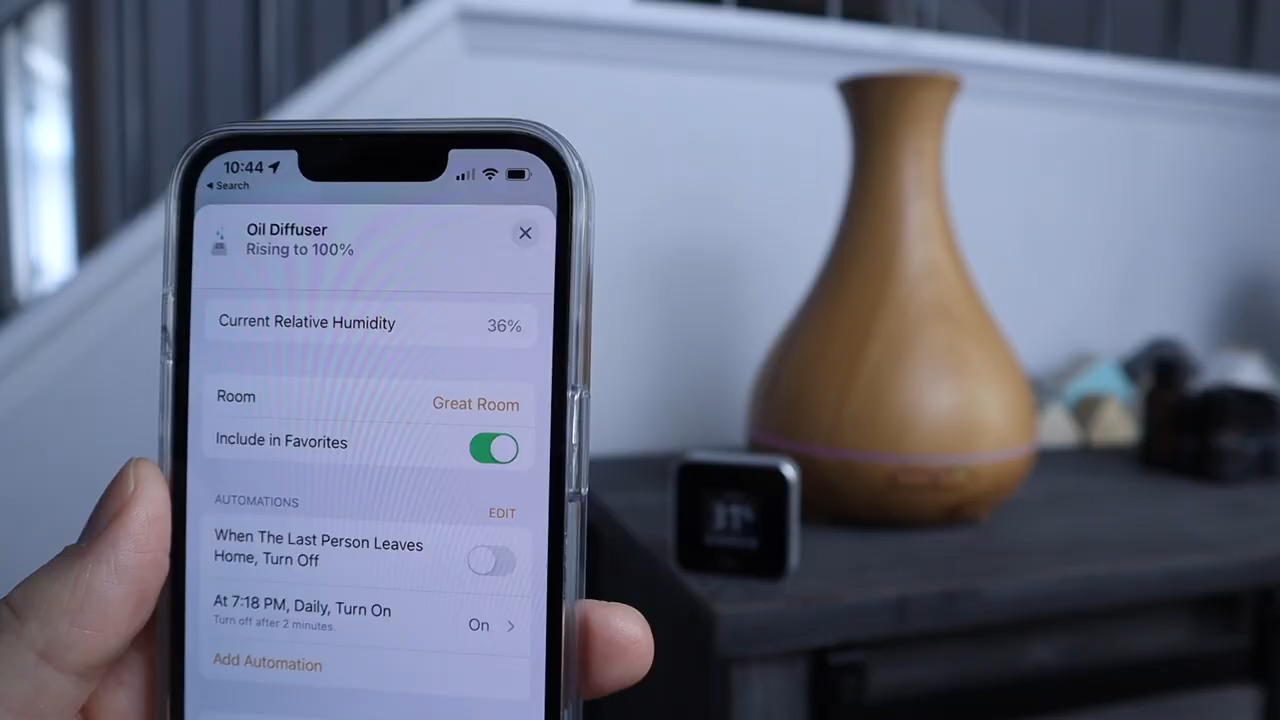 10:44
Search
Oil Diffuser
Rising to 100%
Current Relative Humidity 36%
Room Great Room
Include in Favorites
AUTOMATIONS EDIT
When The Last Person Leaves
Home, Turn Off
At 7:18 PM, Daily, Turn On
Turn off after 2 minutes.
On
Add Automation